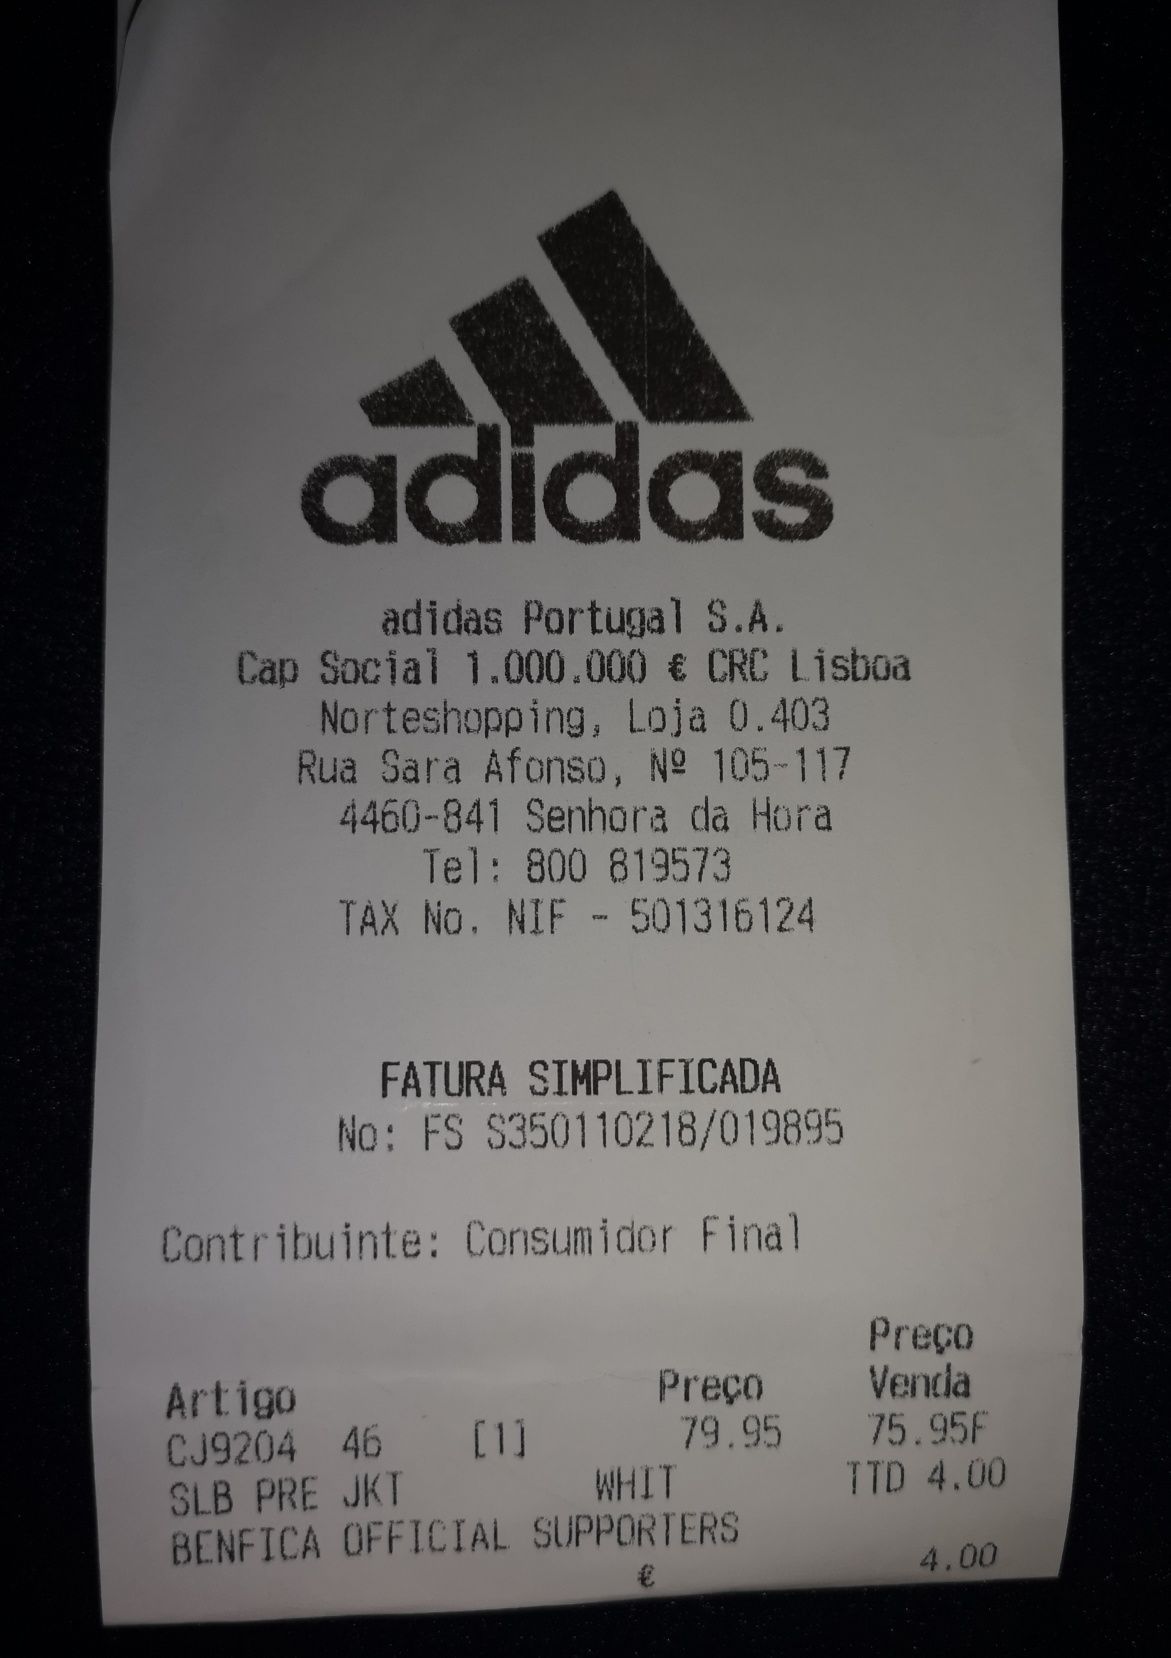 adidas
adidas Portugal S.A.
Cap Social 1.000.000 € CRC Lisboa
Norteshopping, Loja 0.403
Rua Sara Afonso, Nº 105-117
4460-841 Senhora da Hora
Tel: 800 819573
TAX No. NIF - 501316124
FATURA SIMPLIFICADA
No: FS S350110218/019895
Contribuinte: Consumidor Final
Preço
Artigo Preço Venda
CJ9204 46 [1] 79.95 75.95F
SLB PRE JKT WHIT TTD 4.00
BENFICA OFFICIAL SUPPORTERS
€ 4.00